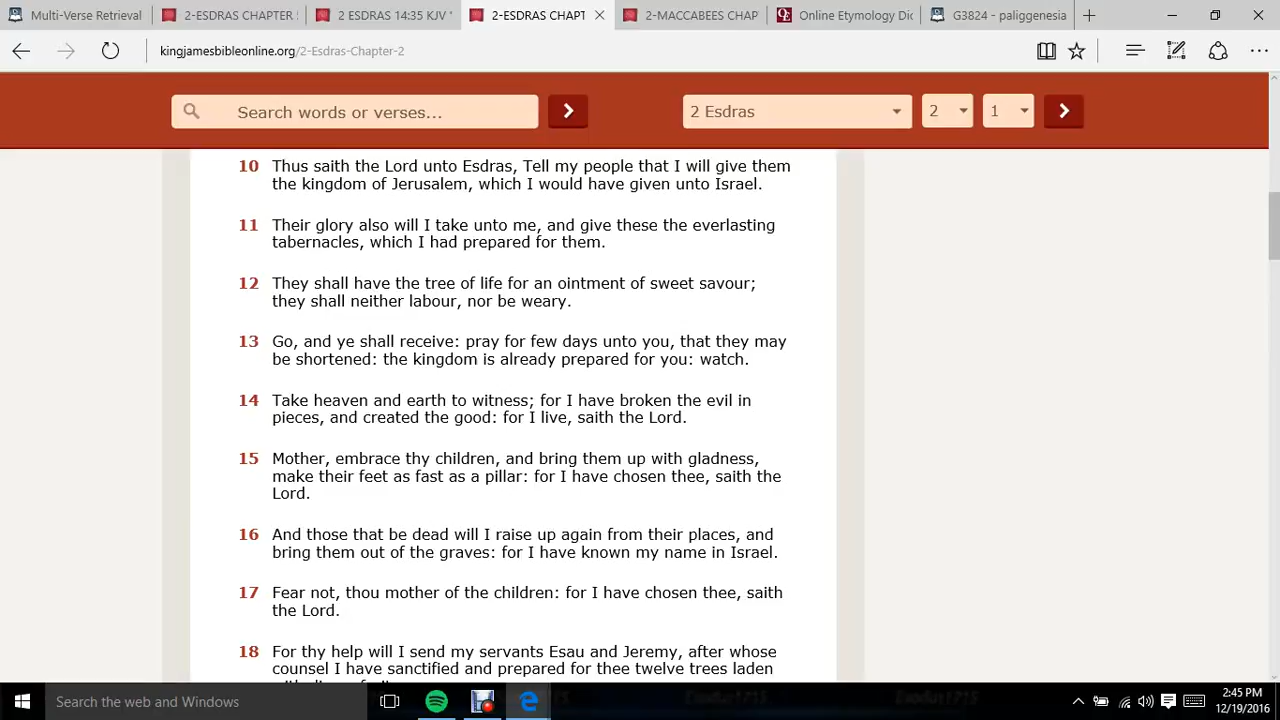 Multi-Verse Retrieval
2-ESDRAS CHAPTER
2 ESDRAS 14:35 KJV "
2-ESDRAS CHAPT
2-MACCABEES CHAP
Online Etymology Dic
G3824 - paliggenesia
kingjamesbibleonline.org/2-Esdras-Chapter-2
Search words or verses...
2 Esdras
2
1
10 Thus saith the Lord unto Esdras, Tell my people that I will give them
the kingdom of Jerusalem, which I would have given unto Israel.
11 Their glory also will I take unto me, and give these the everlasting
tabernacles, which I had prepared for them.
12 They shall have the tree of life for an ointment of sweet savour;
they shall neither labour, nor be weary.
13 Go, and ye shall receive: pray for few days unto you, that they may
be shortened: the kingdom is already prepared for you: watch.
14 Take heaven and earth to witness; for I have broken the evil in
pieces, and created the good: for I live, saith the Lord.
15 Mother, embrace thy children, and bring them up with gladness,
make their feet as fast as a pillar: for I have chosen thee, saith the
Lord.
16 And those that be dead will I raise up again from their places, and
bring them out of the graves: for I have known my name in Israel.
17 Fear not, thou mother of the children: for I have chosen thee, saith
the Lord.
18 For thy help will I send my servants Esau and Jeremy, after whose
counsel I have sanctified and prepared for thee twelve trees laden
Search the web and Windows
2:45 PM
12/19/2016